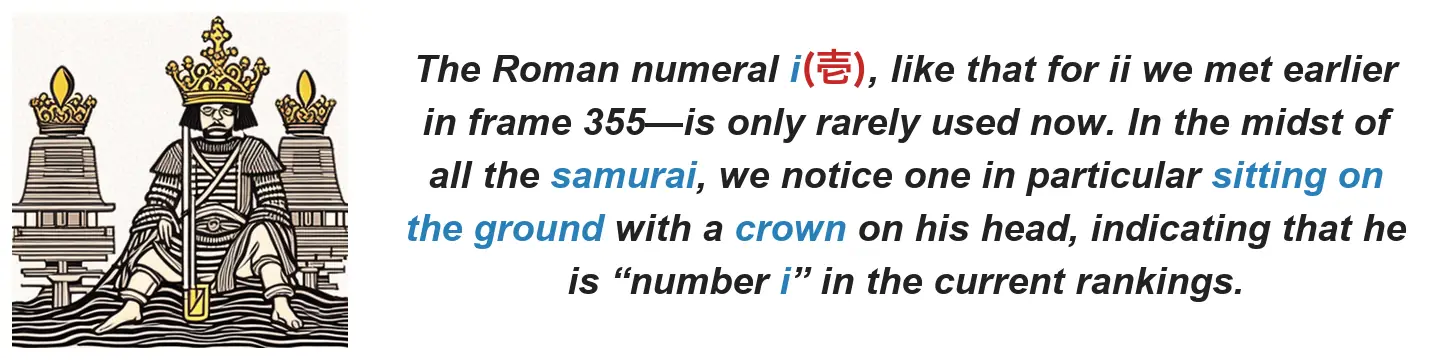 The Roman numeral i(壱), like that for ii we met earlier
in frame 355—is only rarely used now. In the midst of
all the samurai, we notice one in particular sitting on
the ground with a crown on his head, indicating that he
is “number i” in the current rankings.